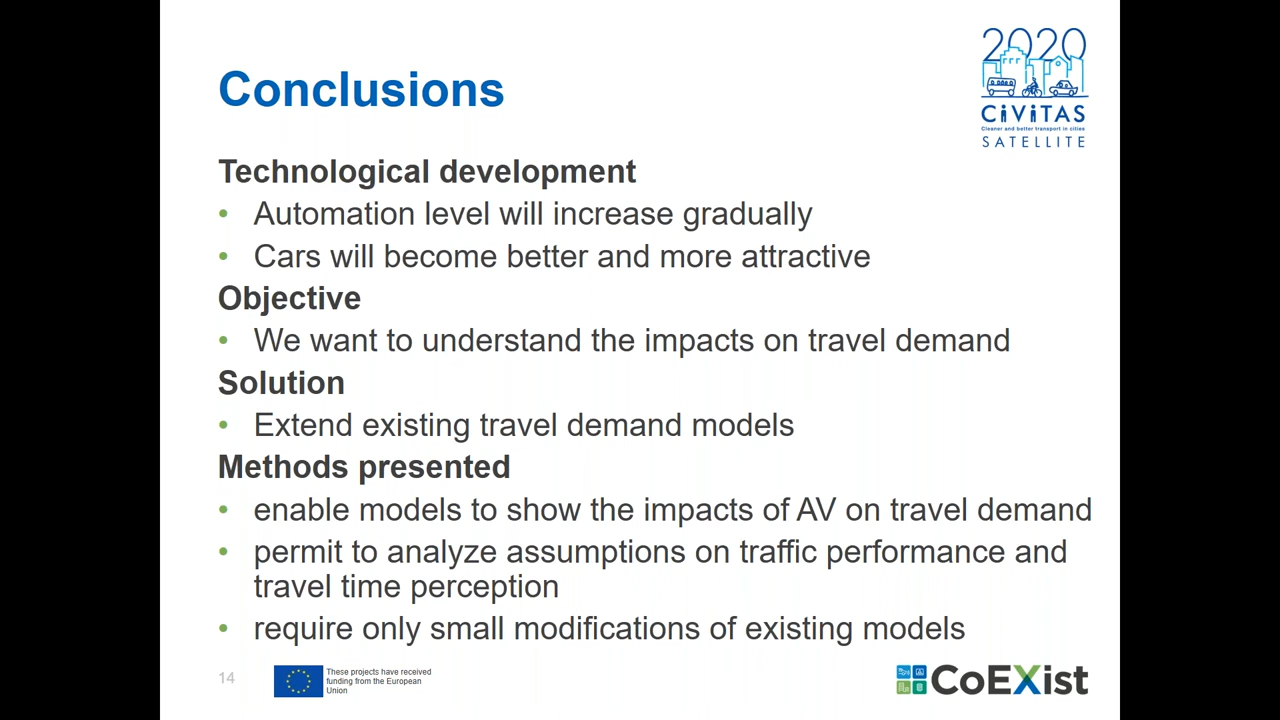 2020
CiViTAS
Cleaner and better transport in cities
SATELLITE
Conclusions
Technological development
• Automation level will increase gradually
• Cars will become better and more attractive
Objective
• We want to understand the impacts on travel demand
Solution
• Extend existing travel demand models
Methods presented
• enable models to show the impacts of AV on travel demand
• permit to analyze assumptions on traffic performance and
travel time perception
• require only small modifications of existing models
14
These projects have received
funding from the European
Union
CoEXist